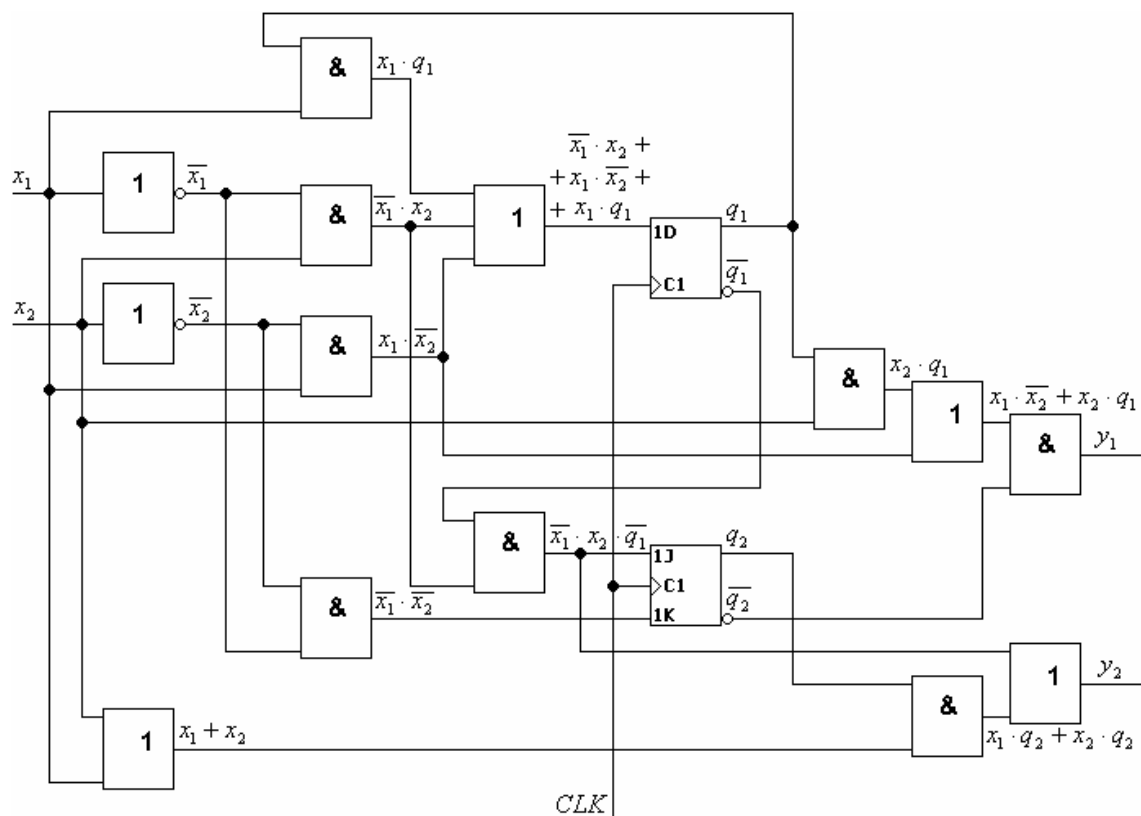 &
x₁ · q₁
x₁
1
x̅₁
&
x̅₁ · x₂
1
x̅₁ · x₂ +
+ x₁ · x̅₂ +
+ x₁ · q₁
1D
C1
q₁
q̅₁
x₂
1
x̅₂
&
x₁ · x̅₂
&
x₂ · q₁
1
x₁ · x̅₂ + x₂ · q₁
&
y₁
&
x̅₁ · x₂ · q̅₁
1J
C1
1K
q₂
q̅₂
&
x̅₁ · x̅₂
1
y₂
&
x₁ · q₂ + x₂ · q₂
1
x₁ + x₂
CLK